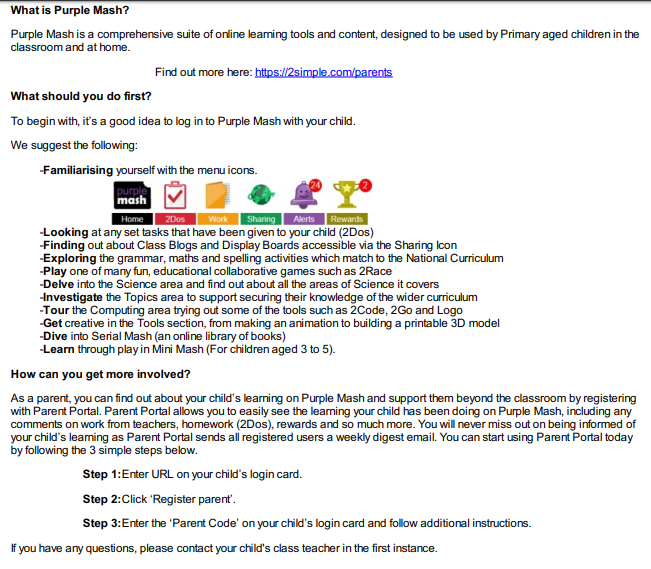 What is Purple Mash?
Purple Mash is a comprehensive suite of online learning tools and content, designed to be used by Primary aged children in the
classroom and at home.
Find out more here: https://2simple.com/parents
What should you do first?
To begin with, it's a good idea to log in to Purple Mash with your child.
We suggest the following:
-Familiarising yourself with the menu icons.
purple
mash
24
2
Home 2Dos Work Sharing Alerts Rewards
-Looking at any set tasks that have been given to your child (2Dos)
-Finding out about Class Blogs and Display Boards accessible via the Sharing Icon
-Exploring the grammar, maths and spelling activities which match to the National Curriculum
-Play one of many fun, educational collaborative games such as 2Race
-Delve into the Science area and find out about all the areas of Science it covers
-Investigate the Topics area to support securing their knowledge of the wider curriculum
-Tour the Computing area trying out some of the tools such as 2Code, 2Go and Logo
-Get creative in the Tools section, from making an animation to building a printable 3D model
-Dive into Serial Mash (an online library of books)
-Learn through play in Mini Mash (For children aged 3 to 5).
How can you get more involved?
As a parent, you can find out about your child's learning on Purple Mash and support them beyond the classroom by registering
with Parent Portal. Parent Portal allows you to easily see the learning your child has been doing on Purple Mash, including any
comments on work from teachers, homework (2Dos), rewards and so much more. You will never miss out on being informed of
your child's learning as Parent Portal sends all registered users a weekly digest email. You can start using Parent Portal today
by following the 3 simple steps below.
Step 1:Enter URL on your child's login card.
Step 2:Click 'Register parent'.
Step 3:Enter the 'Parent Code' on your child's login card and follow additional instructions.
If you have any questions, please contact your child's class teacher in the first instance.